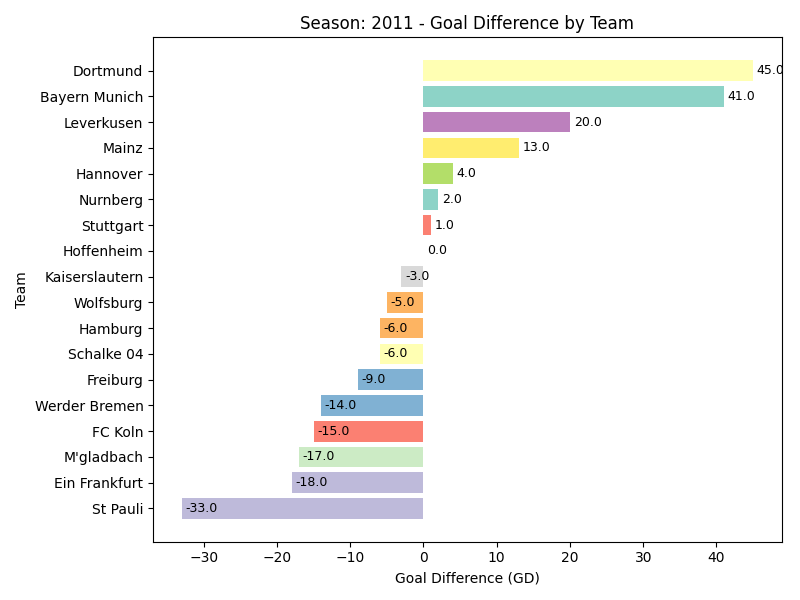 Season: 2011 - Goal Difference by Team
Dortmund 45.0
Bayern Munich 41.0
Leverkusen 20.0
Mainz 13.0
Hannover 4.0
Nurnberg 2.0
Stuttgart 1.0
Hoffenheim 0.0
Kaiserslautern -3.0
Wolfsburg -5.0
Hamburg -6.0
Schalke 04 -6.0
Freiburg -9.0
Werder Bremen -14.0
FC Koln -15.0
M'gladbach -17.0
Ein Frankfurt -18.0
St Pauli -33.0
Team
−30 −20 −10 0 10 20 30 40
Goal Difference (GD)